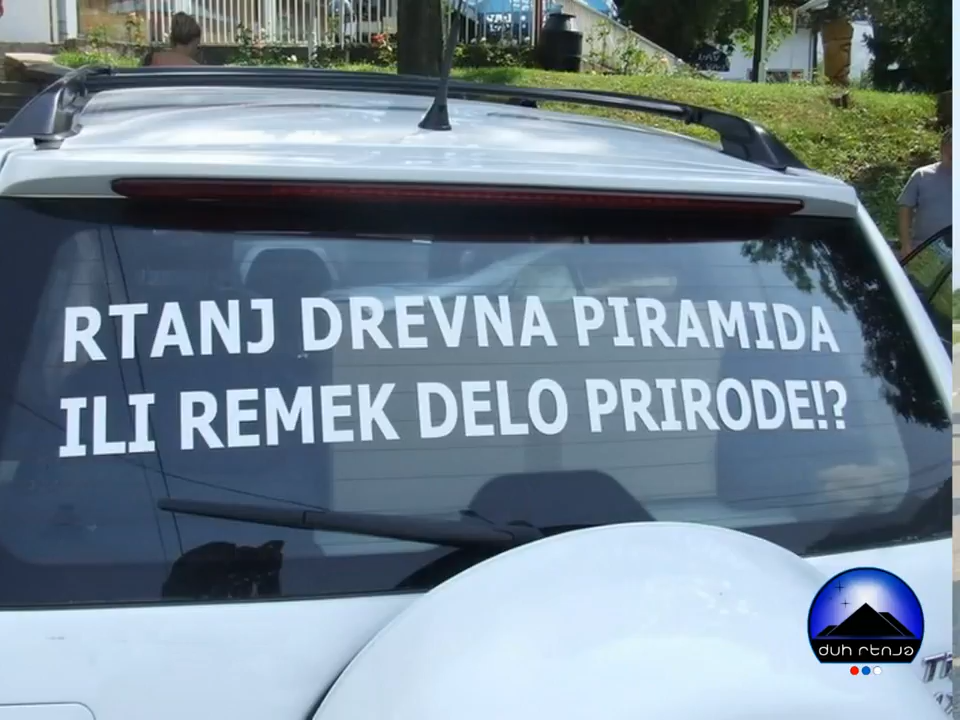 RTANJ DREVNA PIRAMIDA
ILI REMEK DELO PRIRODE!?
duh rtnja